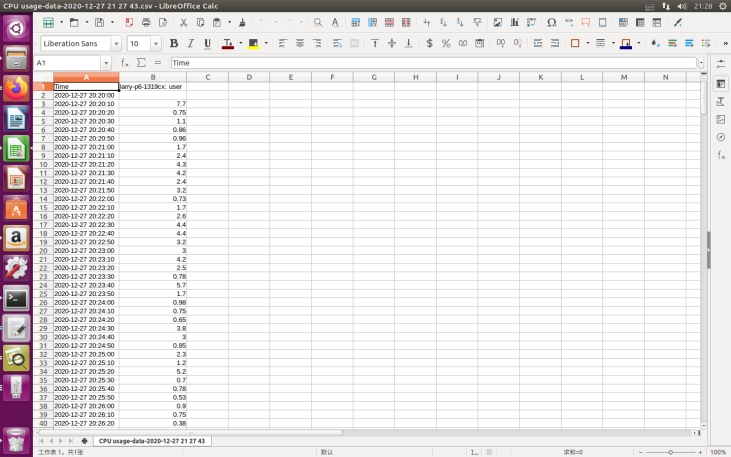 CPU usage-data-2020-12-27 21 27 43.csv - LibreOffice Calc 21:28
Liberation Sans 10
A1 Time
A B C D E F G H I J K L M N
1 Time larry-p6-1319cx: user
2 2020-12-27 20:20:00
3 2020-12-27 20:20:10 7.7
4 2020-12-27 20:20:20 0.75
5 2020-12-27 20:20:30 1.1
6 2020-12-27 20:20:40 0.86
7 2020-12-27 20:20:50 0.96
8 2020-12-27 20:21:00 1.7
9 2020-12-27 20:21:10 2.4
10 2020-12-27 20:21:20 4.3
11 2020-12-27 20:21:30 4.2
12 2020-12-27 20:21:40 2.4
13 2020-12-27 20:21:50 3.2
14 2020-12-27 20:22:00 0.73
15 2020-12-27 20:22:10 1.7
16 2020-12-27 20:22:20 2.6
17 2020-12-27 20:22:30 4.4
18 2020-12-27 20:22:40 4.4
19 2020-12-27 20:22:50 3.2
20 2020-12-27 20:23:00 3
21 2020-12-27 20:23:10 4.2
22 2020-12-27 20:23:20 2.5
23 2020-12-27 20:23:30 0.78
24 2020-12-27 20:23:40 5.7
25 2020-12-27 20:23:50 1.7
26 2020-12-27 20:24:00 0.98
27 2020-12-27 20:24:10 0.75
28 2020-12-27 20:24:20 0.65
29 2020-12-27 20:24:30 3.8
30 2020-12-27 20:24:40 3
31 2020-12-27 20:24:50 0.85
32 2020-12-27 20:25:00 2.3
33 2020-12-27 20:25:10 1.2
34 2020-12-27 20:25:20 5.2
35 2020-12-27 20:25:30 0.7
36 2020-12-27 20:25:40 0.78
37 2020-12-27 20:25:50 0.53
38 2020-12-27 20:26:00 0.9
39 2020-12-27 20:26:10 0.75
40 2020-12-27 20:26:20 0.38
CPU usage-data-2020-12-27 21 27 43
工作表 1，共1张 默认 求和=0 100%